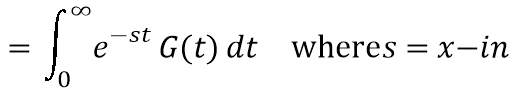 = ∫₀^∞ e^{-st} G(t) dt wheres = x−in